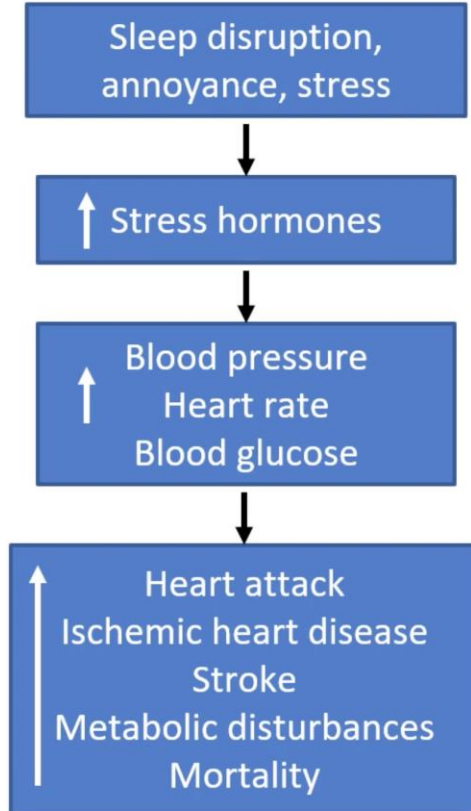 Sleep disruption,
annoyance, stress
Stress hormones
Blood pressure
Heart rate
Blood glucose
Heart attack
Ischemic heart disease
Stroke
Metabolic disturbances
Mortality